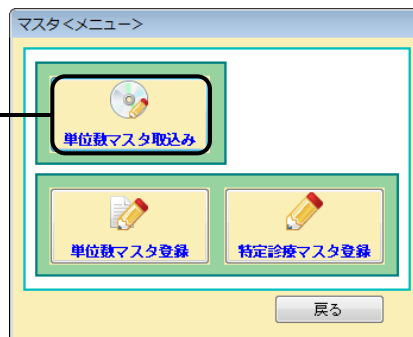 マスタ<メニュー>
単位数マスタ取込み
単位数マスタ登録
特定診療マスタ登録
戻る